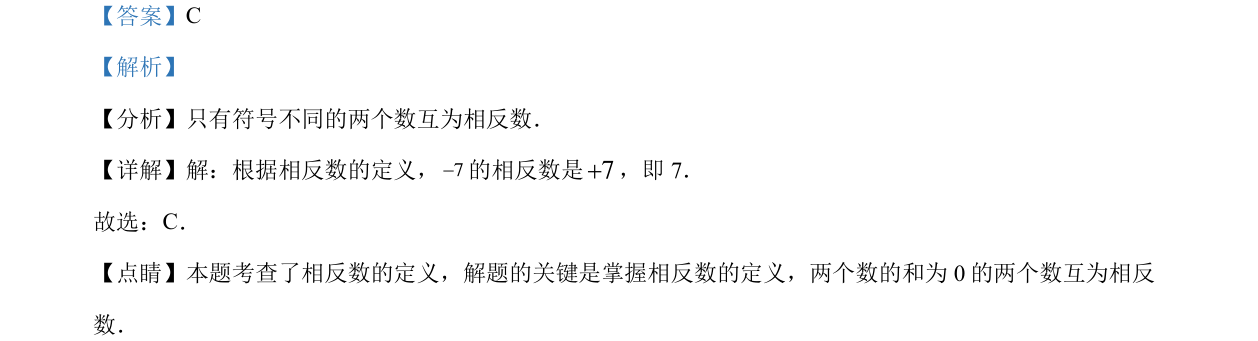 【答案】C
【解析】
【分析】只有符号不同的两个数互为相反数．
【详解】解：根据相反数的定义，−7的相反数是+7，即 7．
故选：C．
【点睛】本题考查了相反数的定义，解题的关键是掌握相反数的定义，两个数的和为 0 的两个数互为相反
数．